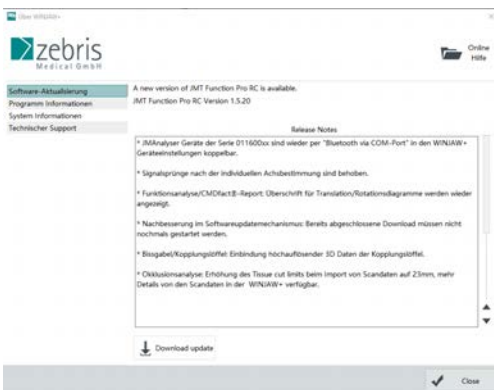 Über WINJAW+
zebris
Medical GmbH
Online
Hilfe
Software-Aktualisierung
Programm Informationen
System Informationen
Technischer Support
A new version of JMT Function Pro RC is available.
JMT Function Pro RC Version 1.5.20
Release Notes
* JMAnalyser Geräte der Serie 011600xx sind wieder per "Bluetooth via COM-Port" in den WINJAW+
Geräteeinstellungen koppelbar.
* Signalsprünge nach der individuellen Achsbestimmung sind behoben.
* Funktionsanalyse/CMDfact®-Report: Überschrift für Translation/Rotationsdiagramme werden wieder
angezeigt.
* Nachbesserung im Softwareupdatemechanismus: Bereits abgeschlossene Download müssen nicht
nochmals gestartet werden.
* Bissgabel/Kopplungslöffel: Einbindung hochauflösender 3D Daten der Kopplungslöffel.
* Okklusionsanalyse: Erhöhung des Tissue cut limits beim Import von Scandaten auf 23mm, mehr
Details von den Scandaten in der WINJAW+ verfügbar.
Download update
Close